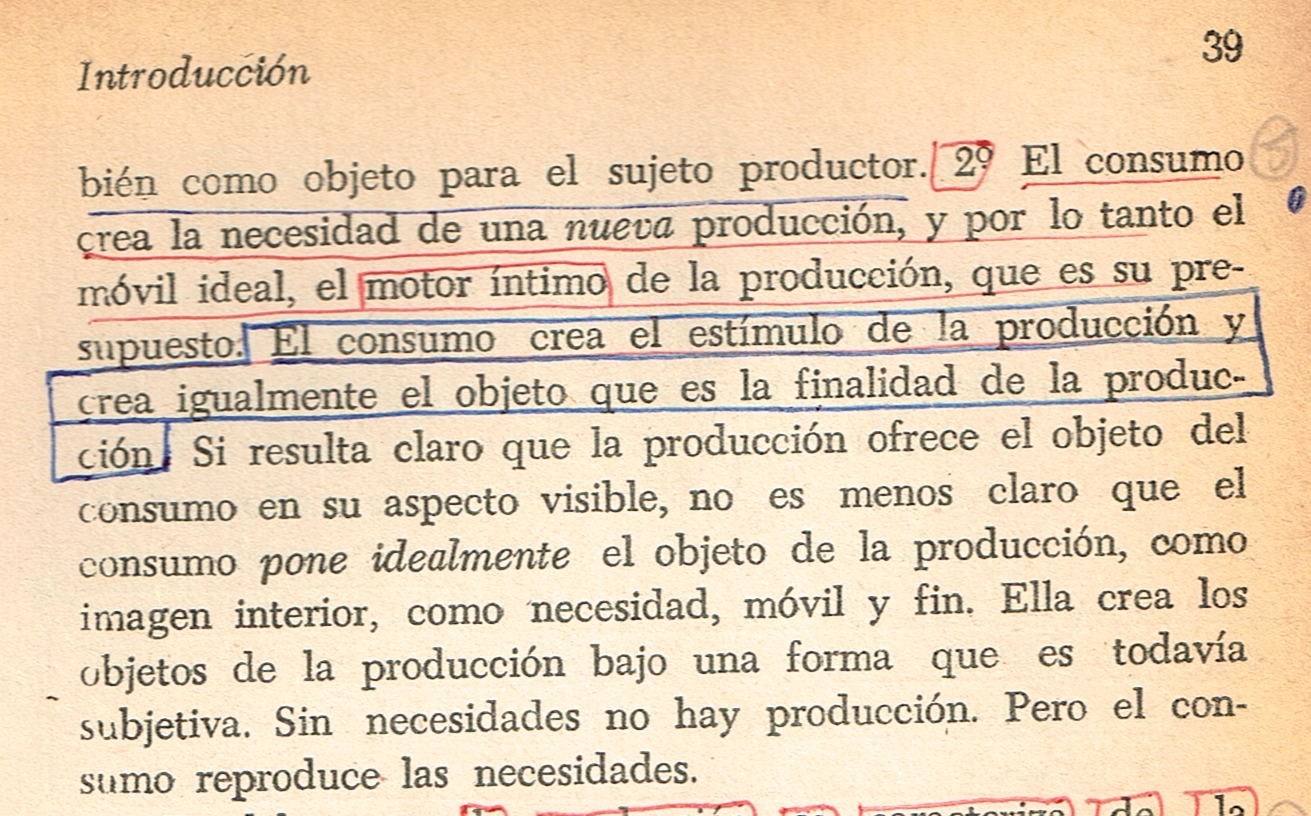 Introducción
39
bién como objeto para el sujeto productor. 2º El consumo
crea la necesidad de una nueva producción, y por lo tanto el
móvil ideal, el motor íntimo de la producción, que es su pre-
supuesto. El consumo crea el estímulo de la producción y
crea igualmente el objeto que es la finalidad de la produc-
ción. Si resulta claro que la producción ofrece el objeto del
consumo en su aspecto visible, no es menos claro que el
consumo pone idealmente el objeto de la producción, como
imagen interior, como necesidad, móvil y fin. Ella crea los
objetos de la producción bajo una forma que es todavía
subjetiva. Sin necesidades no hay producción. Pero el con-
sumo reproduce las necesidades.
de la